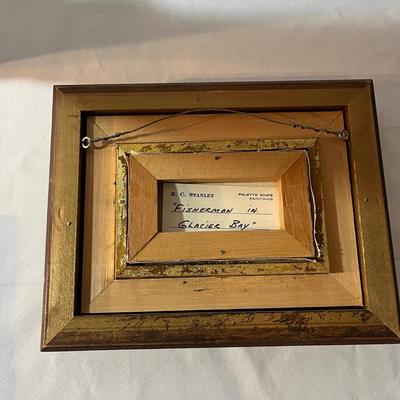 R. C. STANLEY
PALETTE KNIFE
PAINTINGS
"FISHERMAN IN
GLACIER BAY"